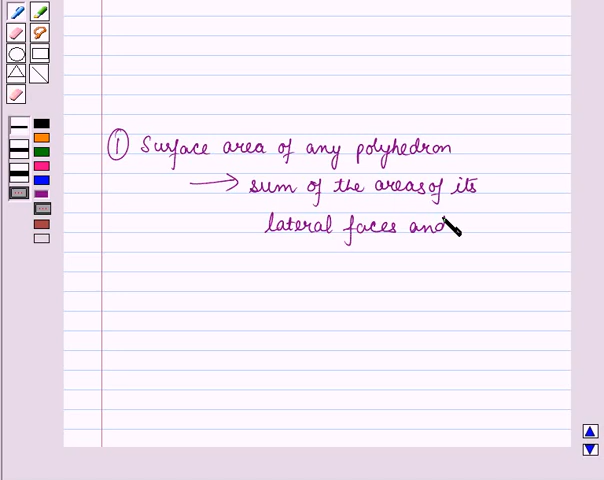 ① Surface area of any polyhedron
→ sum of the areas of its
lateral faces and